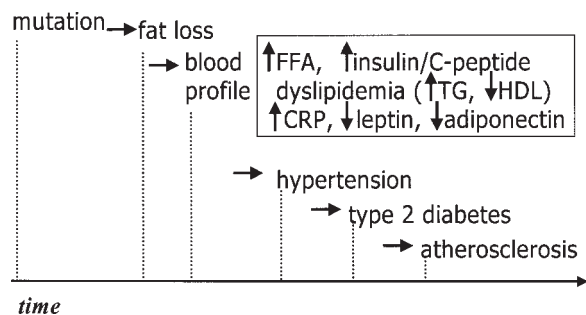 mutation → fat loss
→ blood profile
↑FFA, ↑insulin/C-peptide
dyslipidemia (↑TG, ↓HDL)
↑CRP, ↓leptin, ↓adiponectin
→ hypertension
→ type 2 diabetes
→ atherosclerosis
time